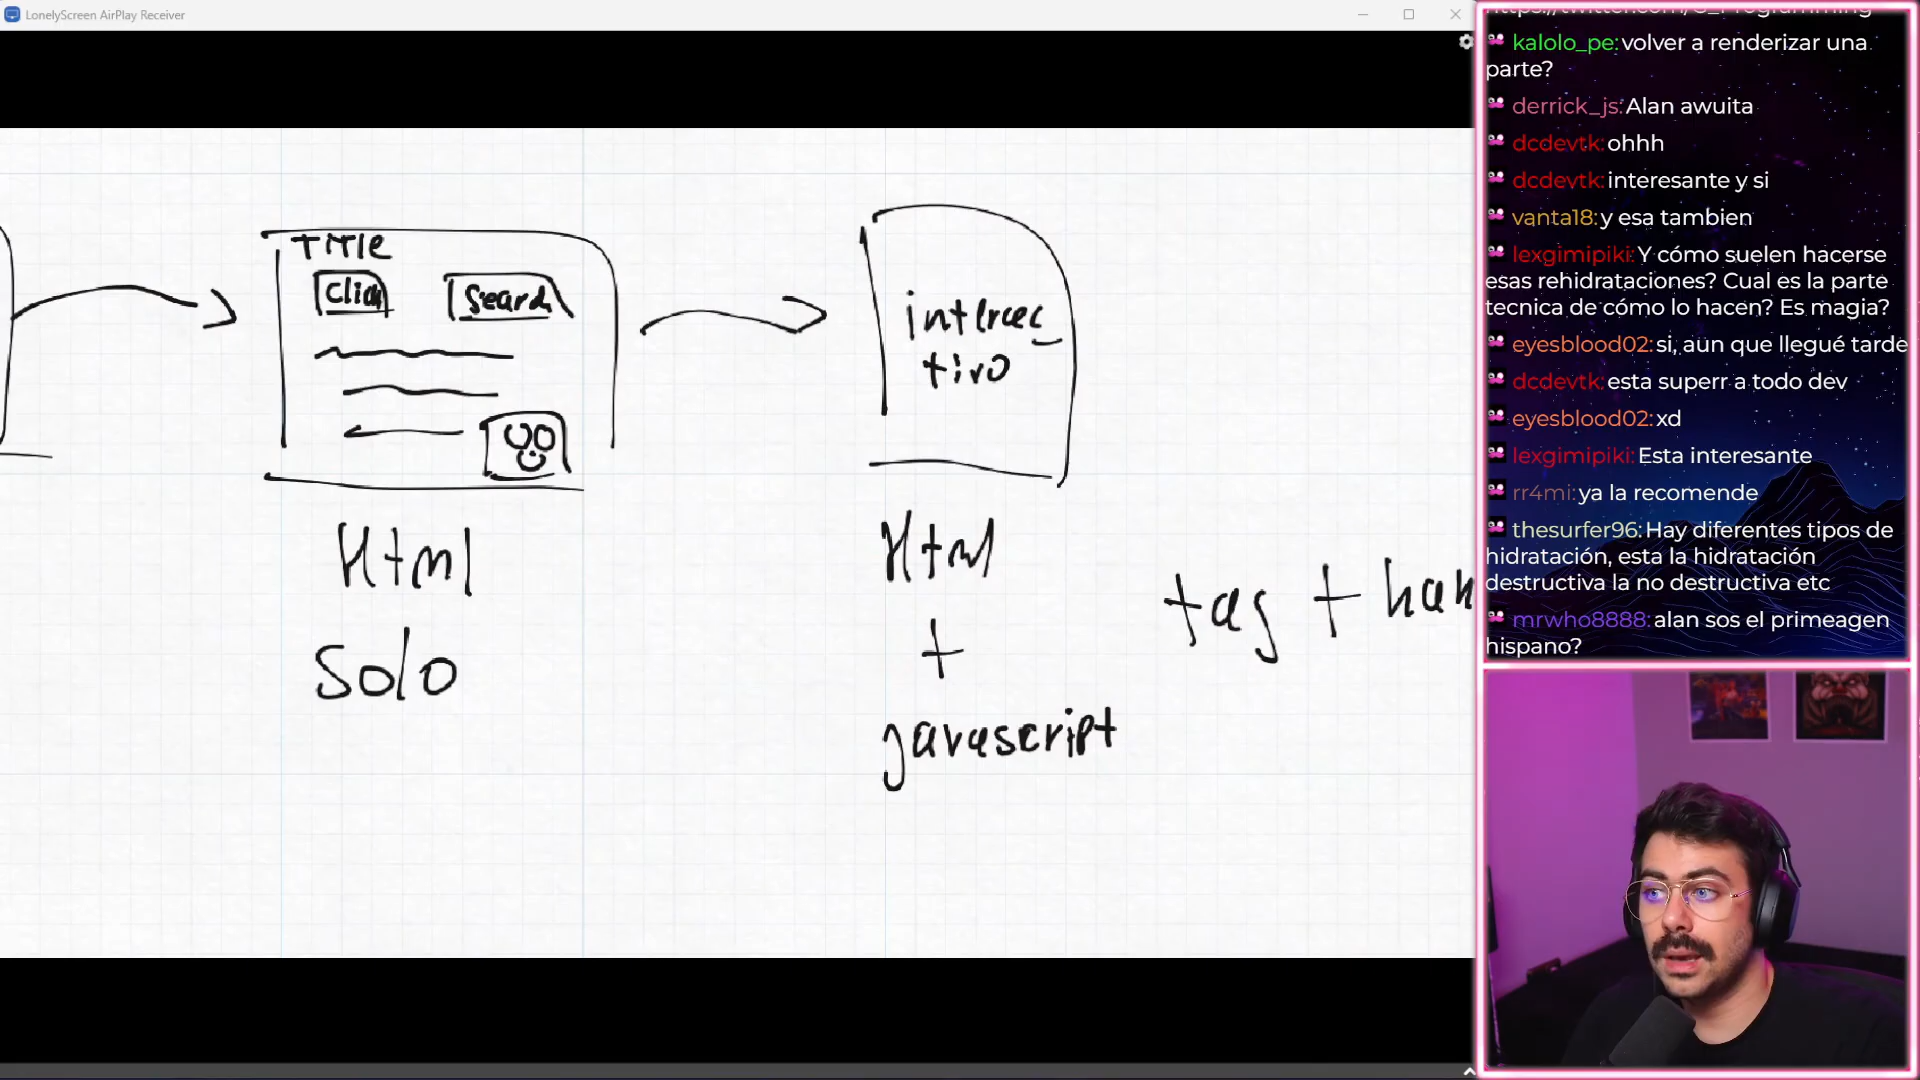 LonelyScreen AirPlay Receiver
TITLE
Click
Search
interac
tivo
Html
Solo
Html
+
javascript
tag + han
kalolo_pe: volver a renderizar una
parte?
derrick_js: Alan awuita
dcdevtk: ohhh
dcdevtk: interesante y si
vanta18: y esa tambien
lexgimipiki: Y cómo suelen hacerse
esas rehidrataciones? Cual es la parte
tecnica de cómo lo hacen? Es magia?
eyesblood02: si, aun que llegué tarde
dcdevtk: esta superr a todo dev
eyesblood02: xd
lexgimipiki: Esta interesante
rr4mi: ya la recomende
thesurfer96: Hay diferentes tipos de
hidratación, esta la hidratación
destructiva la no destructiva etc
mrwho8888: alan sos el primeagen
hispano?